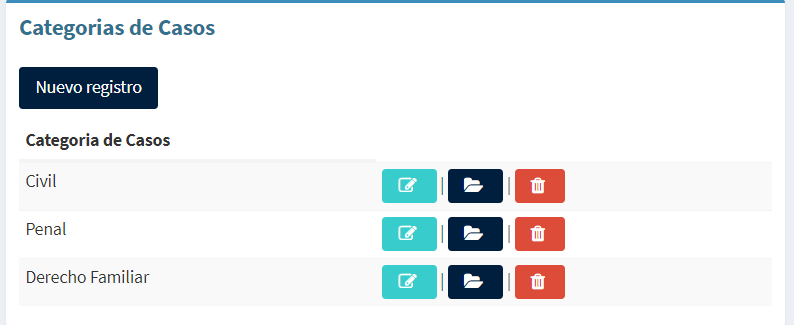 Categorias de Casos
Nuevo registro
Categoria de Casos
Civil | |
Penal | |
Derecho Familiar | |